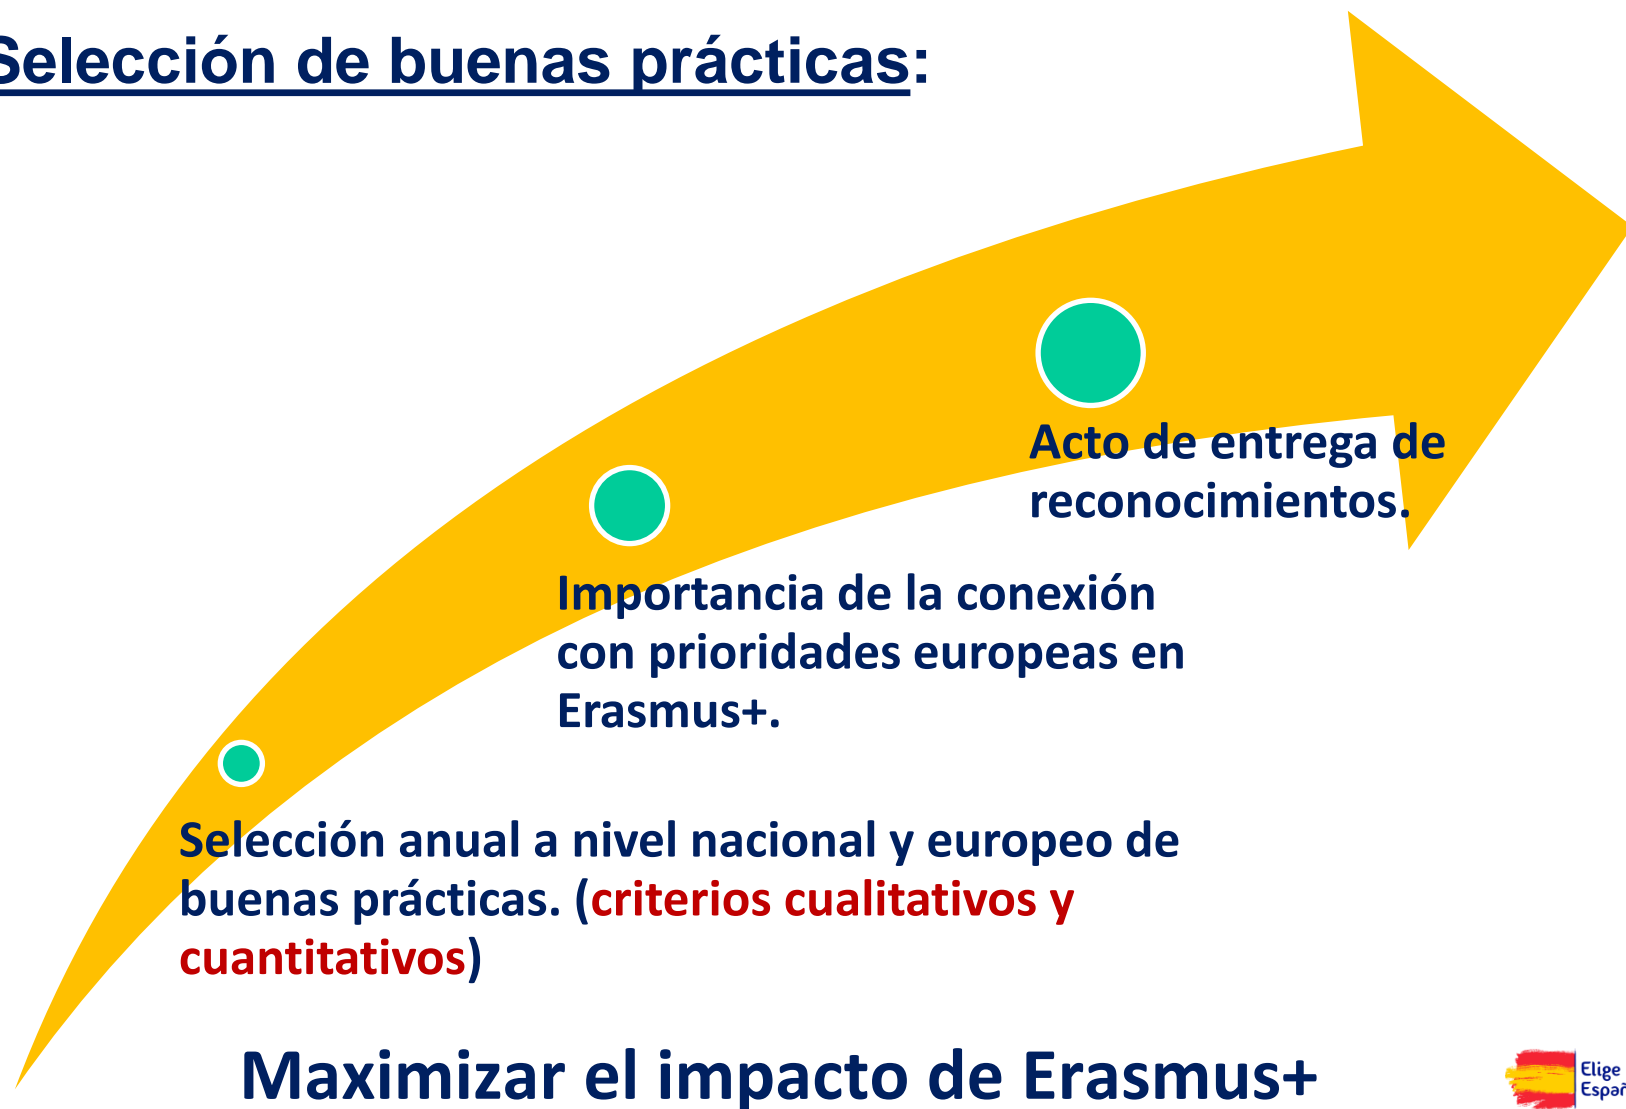 Selección de buenas prácticas:
Acto de entrega de
reconocimientos.
Importancia de la conexión
con prioridades europeas en
Erasmus+.
Selección anual a nivel nacional y europeo de
buenas prácticas. (criterios cualitativos y
cuantitativos)
Maximizar el impacto de Erasmus+
Elige